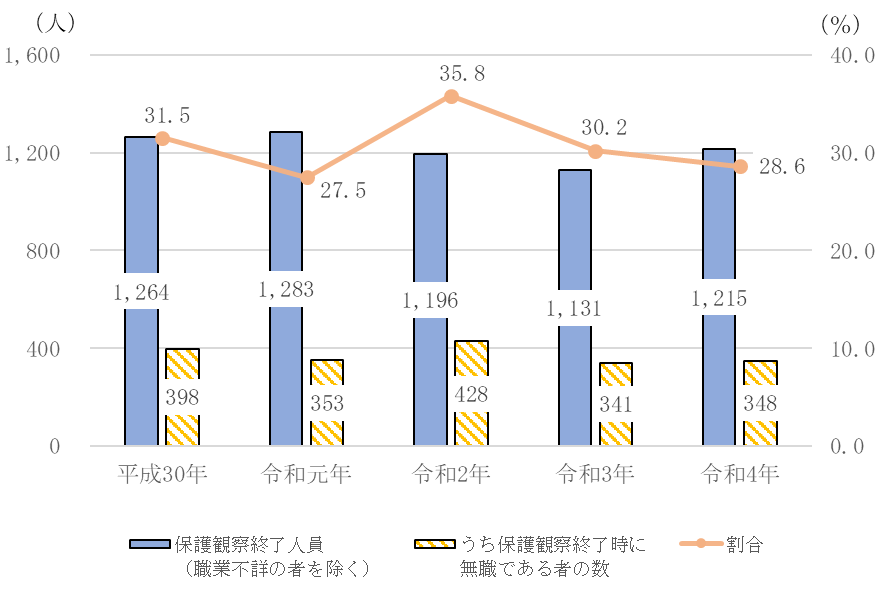 (人)
(%)
1,600
40.0
35.8
31.5
30.2
1,200
30.0
28.6
27.5
800
20.0
1,264
1,283
1,196
1,131
1,215
400
10.0
398
353
428
341
348
0
0.0
平成30年
令和元年
令和2年
令和3年
令和4年
保護観察終了人員
（職業不詳の者を除く）
うち保護観察終了時に
無職である者の数
割合